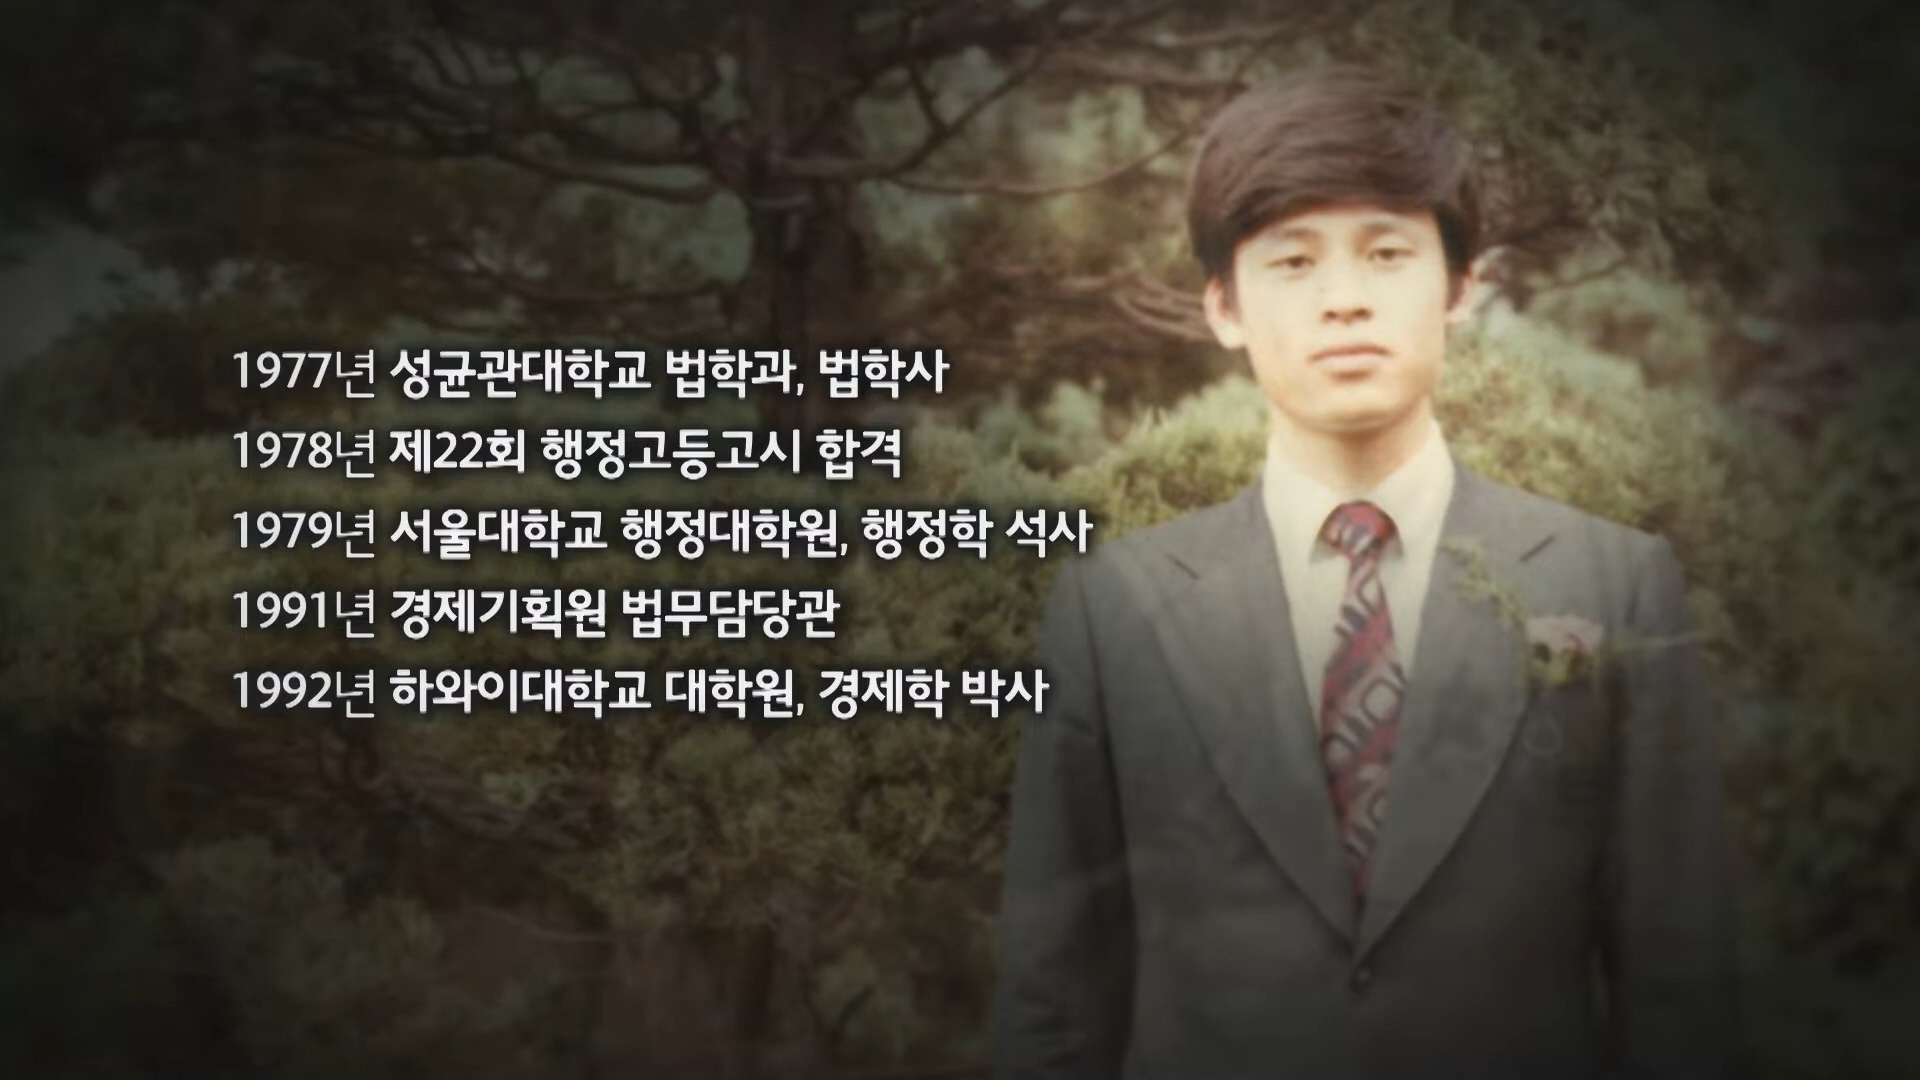 1977년 성균관대학교 법학과, 법학사
1978년 제22회 행정고등고시 합격
1979년 서울대학교 행정대학원, 행정학 석사
1991년 경제기획원 법무담당관
1992년 하와이대학교 대학원, 경제학 박사